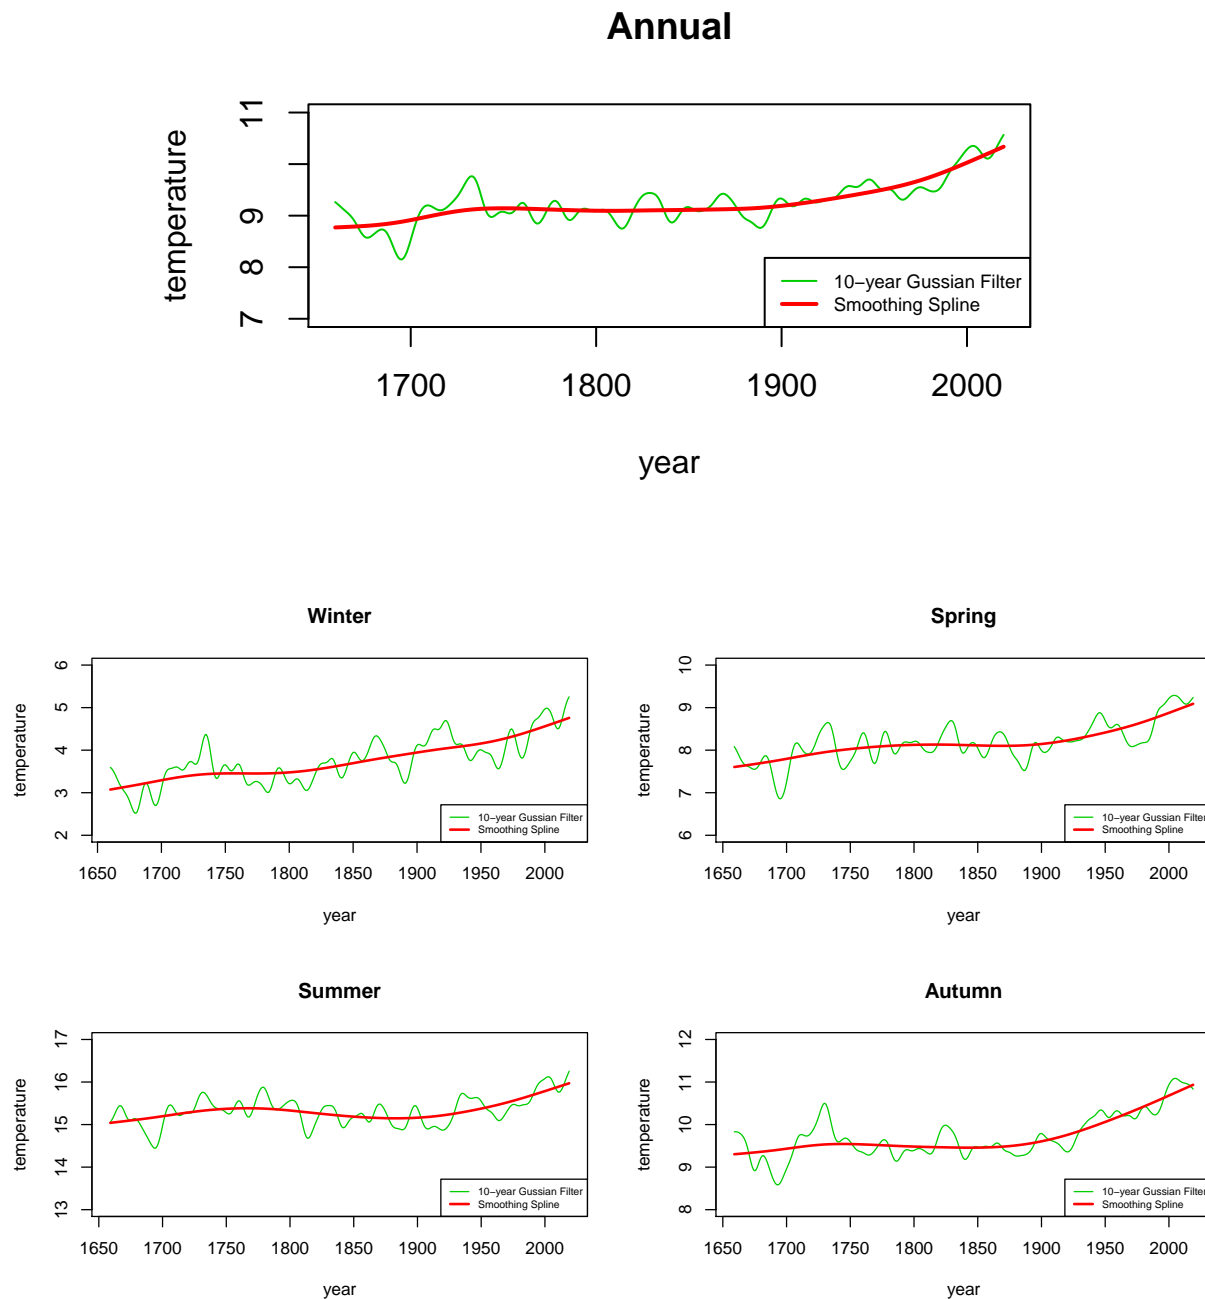 Annual
temperature
11
9
8
7
10−year Gussian Filter
Smoothing Spline
1700 1800 1900 2000
year
Winter
temperature
6
5
4
3
2
10−year Gussian Filter
Smoothing Spline
1650 1700 1750 1800 1850 1900 1950 2000
year
Spring
temperature
10
9
8
7
6
10−year Gussian Filter
Smoothing Spline
1650 1700 1750 1800 1850 1900 1950 2000
year
Summer
temperature
17
16
15
14
13
10−year Gussian Filter
Smoothing Spline
1650 1700 1750 1800 1850 1900 1950 2000
year
Autumn
temperature
12
11
10
9
8
10−year Gussian Filter
Smoothing Spline
1650 1700 1750 1800 1850 1900 1950 2000
year